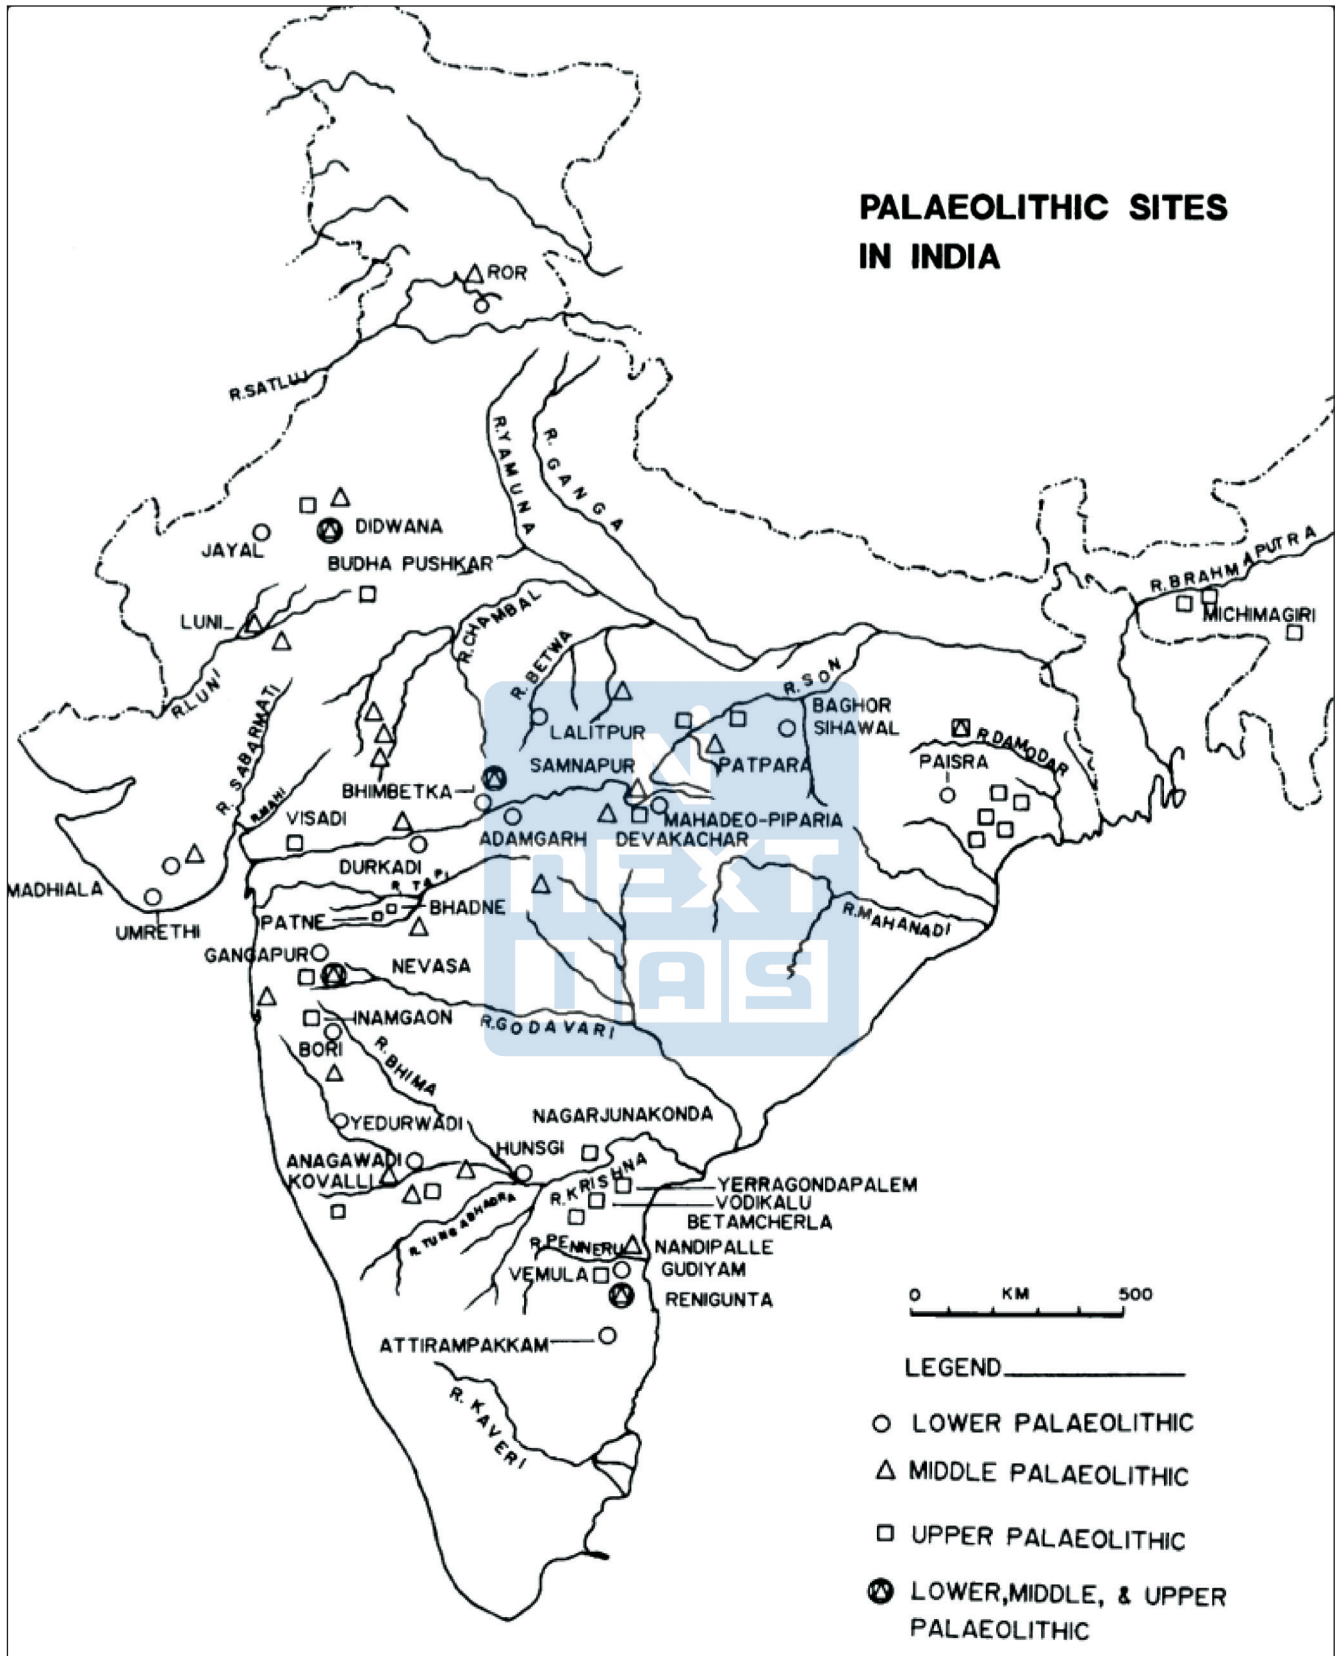 PALAEOLITHIC SITES
IN INDIA
ROR
R.SATLUJ
R.YAMUNA
R. GANGA
DIDWANA
JAYAL
BUDHA PUSHKAR
R.BRAHMAPUTRA
MICHIMAGIRI
LUNI
R.CHAMBAL
R.BETWA
R.LUNI
R. SABARMATI
R.SON
BAGHOR
SIHAWAL
LALITPUR
R.DAMODAR
SAMNAPUR
PATPARA
PAISRA
BHIMBETKA
R.MAHI
VISADI
MAHADEO-PIPARIA
ADAMGARH
DEVAKACHAR
DURKADI
R TAPI
MADHIALA
BHADNE
PATNE
UMRETHI
R.MAHANADI
GANGAPUR
NEVASA
NEXT
IAS
INAMGAON
R.GODAVARI
BORI
R. BHIMA
NAGARJUNAKONDA
YEDURWADI
HUNSGI
ANAGAWADI
KOVALLI
R.KRISHNA
YERRAGONDAPALEM
VODIKALU
BETAMCHERLA
R.TUNGABHADRA
R.PENNERU
NANDIPALLE
VEMULA
GUDIYAM
RENIGUNTA
ATTIRAMPAKKAM
R. KAVERI
0 KM 500
LEGEND
LOWER PALAEOLITHIC
MIDDLE PALAEOLITHIC
UPPER PALAEOLITHIC
LOWER,MIDDLE, & UPPER
PALAEOLITHIC